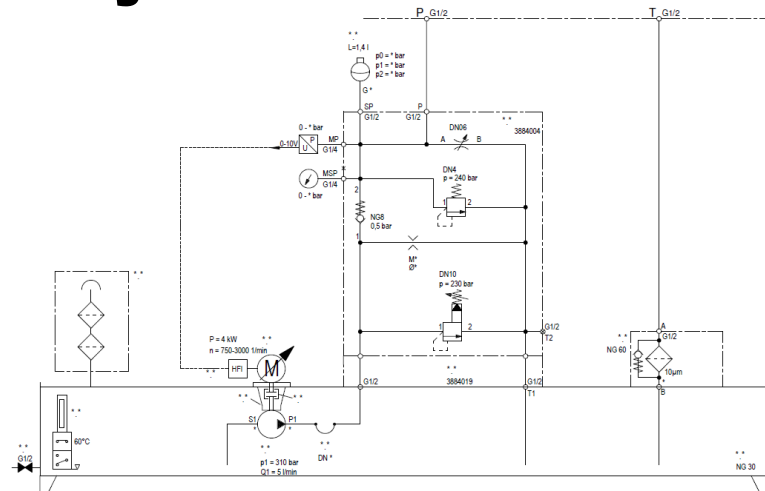 P G1/2
T G1/2
*.*
L=1,4 l
p0 = * bar
p1 = * bar
p2 = * bar
G *
SP
G1/2
P
G1/2
*.*
3884004
0 - * bar
0-10V
P
U
MP
G1/4
DN06
A
B
MSP *
G1/4
0 - * bar
DN4
p = 240 bar
1
2
2
NG8
0,5 bar
1
M*
Ø*
DN10
p = 230 bar
1
2
G1/2
T2
*.*
P = 4 kW
n = 750-3000 1/min
*.*
HFI
M
*.*
*.*
NG 60
A
G1/2
10µm
*
B
G1/2
*.*
3884019
G1/2
T1
*.*
*.*
S1
*
P1
*
*.*
DN *
*.*
p1 = 310 bar
Q1 = 5 l/min
*.*
60°C
*.*
G1/2
*.*
NG 30